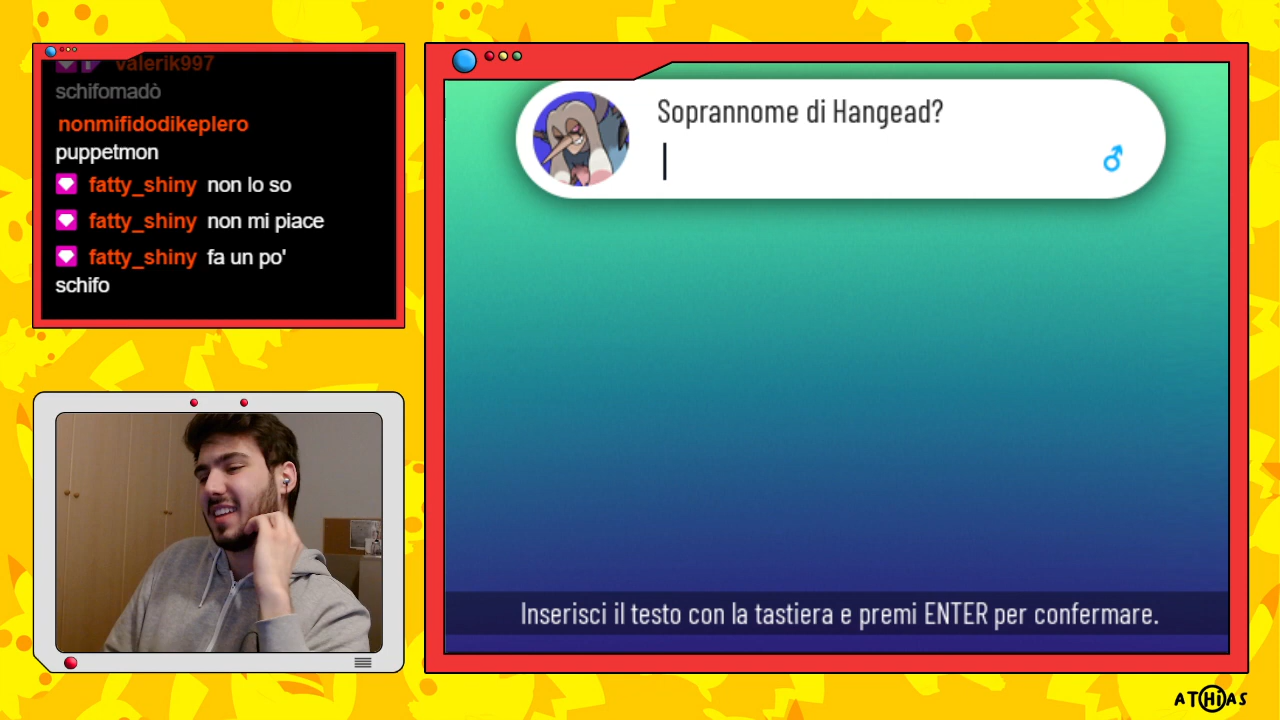 valerik997
schifomadò
nonmifidodikeplero
puppetmon
fatty_shiny non lo so
fatty_shiny non mi piace
fatty_shiny fa un po'
schifo
Soprannome di Hangead?
Inserisci il testo con la tastiera e premi ENTER per confermare.
ATHiAS